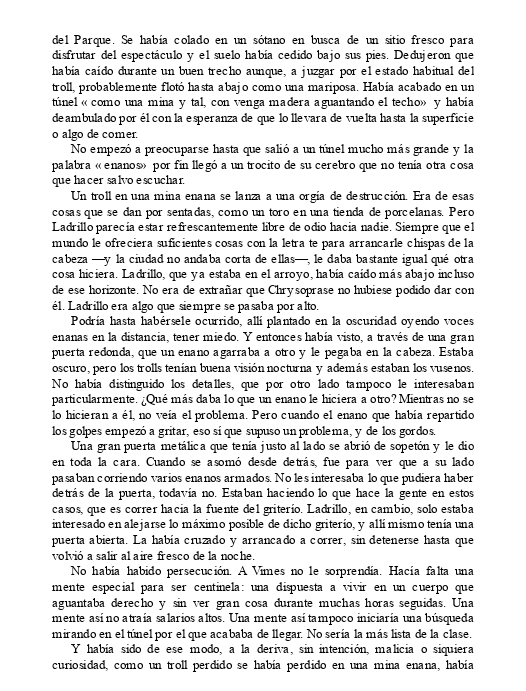 del Parque. Se había colado en un sótano en busca de un sitio fresco para
disfrutar del espectáculo y el suelo había cedido bajo sus pies. Dedujeron que
había caído durante un buen trecho aunque, a juzgar por el estado habitual del
troll, probablemente flotó hasta abajo como una mariposa. Había acabado en un
túnel « como una mina y tal, con venga madera aguantando el techo» y había
deambulado por él con la esperanza de que lo llevara de vuelta hasta la superficie
o algo de comer.
No empezó a preocuparse hasta que salió a un túnel mucho más grande y la
palabra « enanos» por fin llegó a un trocito de su cerebro que no tenía otra cosa
que hacer salvo escuchar.
Un troll en una mina enana se lanza a una orgía de destrucción. Era de esas
cosas que se dan por sentadas, como un toro en una tienda de porcelanas. Pero
Ladrillo parecía estar refrescantemente libre de odio hacia nadie. Siempre que el
mundo le ofreciera suficientes cosas con la letra te para arrancarle chispas de la
cabeza —y la ciudad no andaba corta de ellas—, le daba bastante igual qué otra
cosa hiciera. Ladrillo, que ya estaba en el arroyo, había caído más abajo incluso
de ese horizonte. No era de extrañar que Chrysoprase no hubiese podido dar con
él. Ladrillo era algo que siempre se pasaba por alto.
Podría hasta habérsele ocurrido, allí plantado en la oscuridad oyendo voces
enanas en la distancia, tener miedo. Y entonces había visto, a través de una gran
puerta redonda, que un enano agarraba a otro y le pegaba en la cabeza. Estaba
oscuro, pero los trolls tenían buena visión nocturna y además estaban los vusenos.
No había distinguido los detalles, que por otro lado tampoco le interesaban
particularmente. ¿Qué más daba lo que un enano le hiciera a otro? Mientras no se
lo hicieran a él, no veía el problema. Pero cuando el enano que había repartido
los golpes empezó a gritar, eso sí que supuso un problema, y de los gordos.
Una gran puerta metálica que tenía justo al lado se abrió de sopetón y le dio
en toda la cara. Cuando se asomó desde detrás, fue para ver que a su lado
pasaban corriendo varios enanos armados. No les interesaba lo que pudiera haber
detrás de la puerta, todavía no. Estaban haciendo lo que hace la gente en estos
casos, que es correr hacia la fuente del griterío. Ladrillo, en cambio, solo estaba
interesado en alejarse lo máximo posible de dicho griterío, y allí mismo tenía una
puerta abierta. La había cruzado y arrancado a correr, sin detenerse hasta que
volvió a salir al aire fresco de la noche.
No había habido persecución. A Vimes no le sorprendía. Hacía falta una
mente especial para ser centinela: una dispuesta a vivir en un cuerpo que
aguantaba derecho y sin ver gran cosa durante muchas horas seguidas. Una
mente así no atraía salarios altos. Una mente así tampoco iniciaría una búsqueda
mirando en el túnel por el que acababa de llegar. No sería la más lista de la clase.
Y había sido de ese modo, a la deriva, sin intención, malicia o siquiera
curiosidad, como un troll perdido se había perdido en una mina enana, había